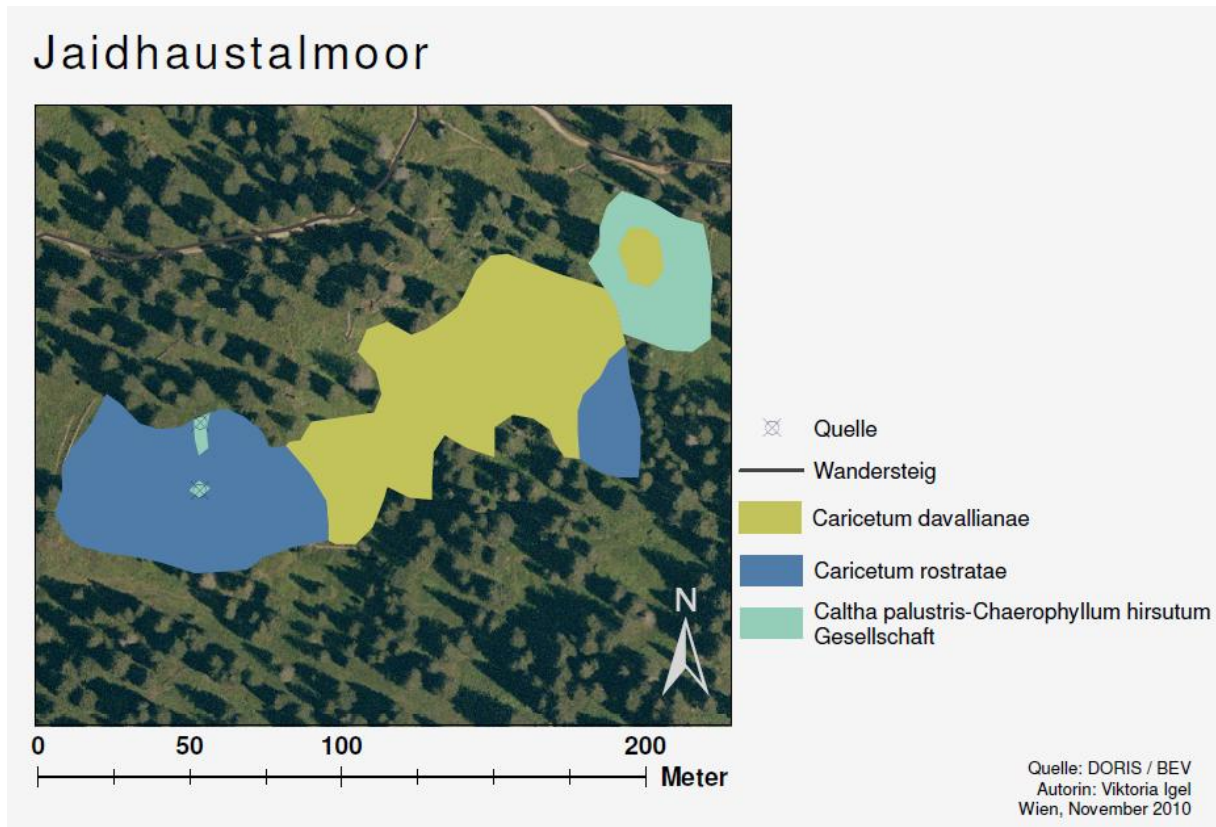 Jaidhaustalmoor
Quelle
Wandersteig
Caricetum davallianae
Caricetum rostratae
Caltha palustris-Chaerophyllum hirsutum
Gesellschaft
N
0 50 100 200
Meter
Quelle: DORIS / BEV
Autorin: Viktoria Igel
Wien, November 2010